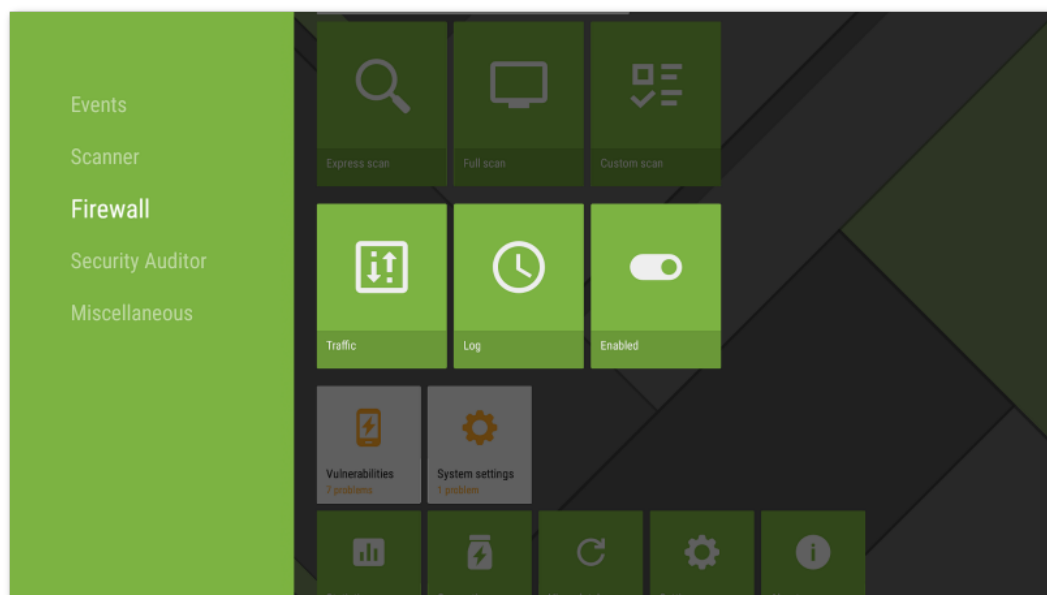 Events
Scanner
Firewall
Security Auditor
Miscellaneous
Express scan
Full scan
Custom scan
Traffic
Log
Enabled
Vulnerabilities
7 problems
System settings
1 problem